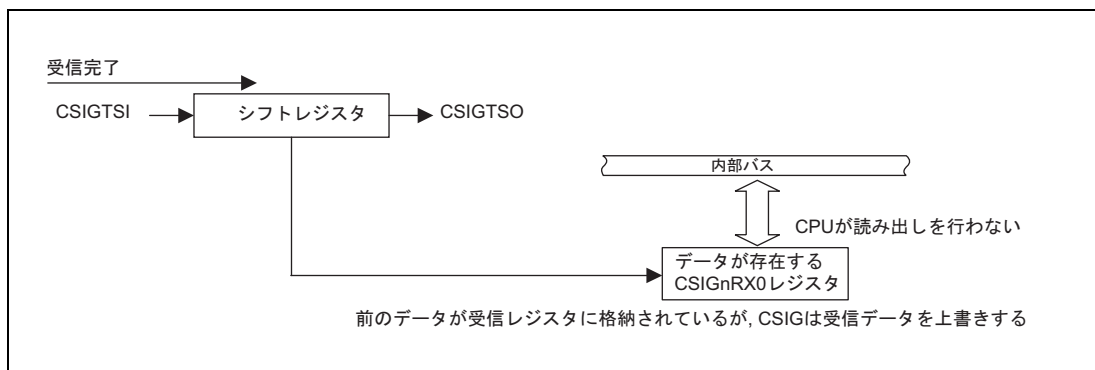 受信完了
CSIGTSI
シフトレジスタ
CSIGTSO
内部バス
CPUが読み出しを行わない
データが存在する
CSIGnRX0レジスタ
前のデータが受信レジスタに格納されているが, CSIGは受信データを上書きする